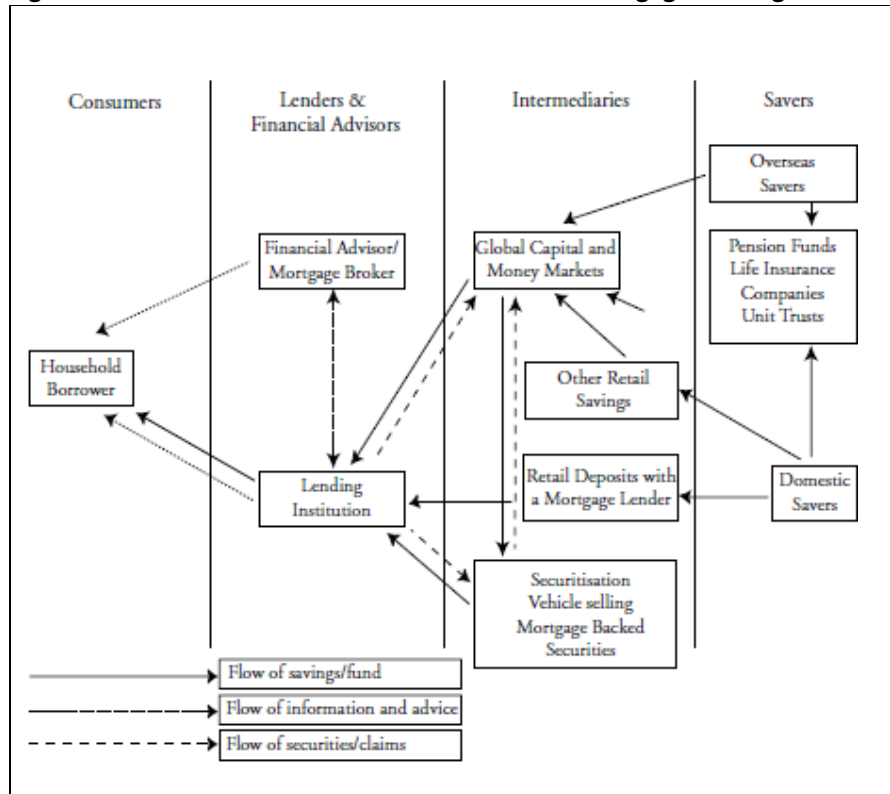 Consumers
Lenders &
Financial Advisors
Intermediaries
Savers
Overseas
Savers
Financial Advisor/
Mortgage Broker
Global Capital and
Money Markets
Pension Funds
Life Insurance
Companies
Unit Trusts
Household
Borrower
Other Retail
Savings
Lending
Institution
Retail Deposits with
a Mortgage Lender
Domestic
Savers
Securitisation
Vehicle selling
Mortgage Backed
Securities
Flow of savings/fund
Flow of information and advice
Flow of securities/claims